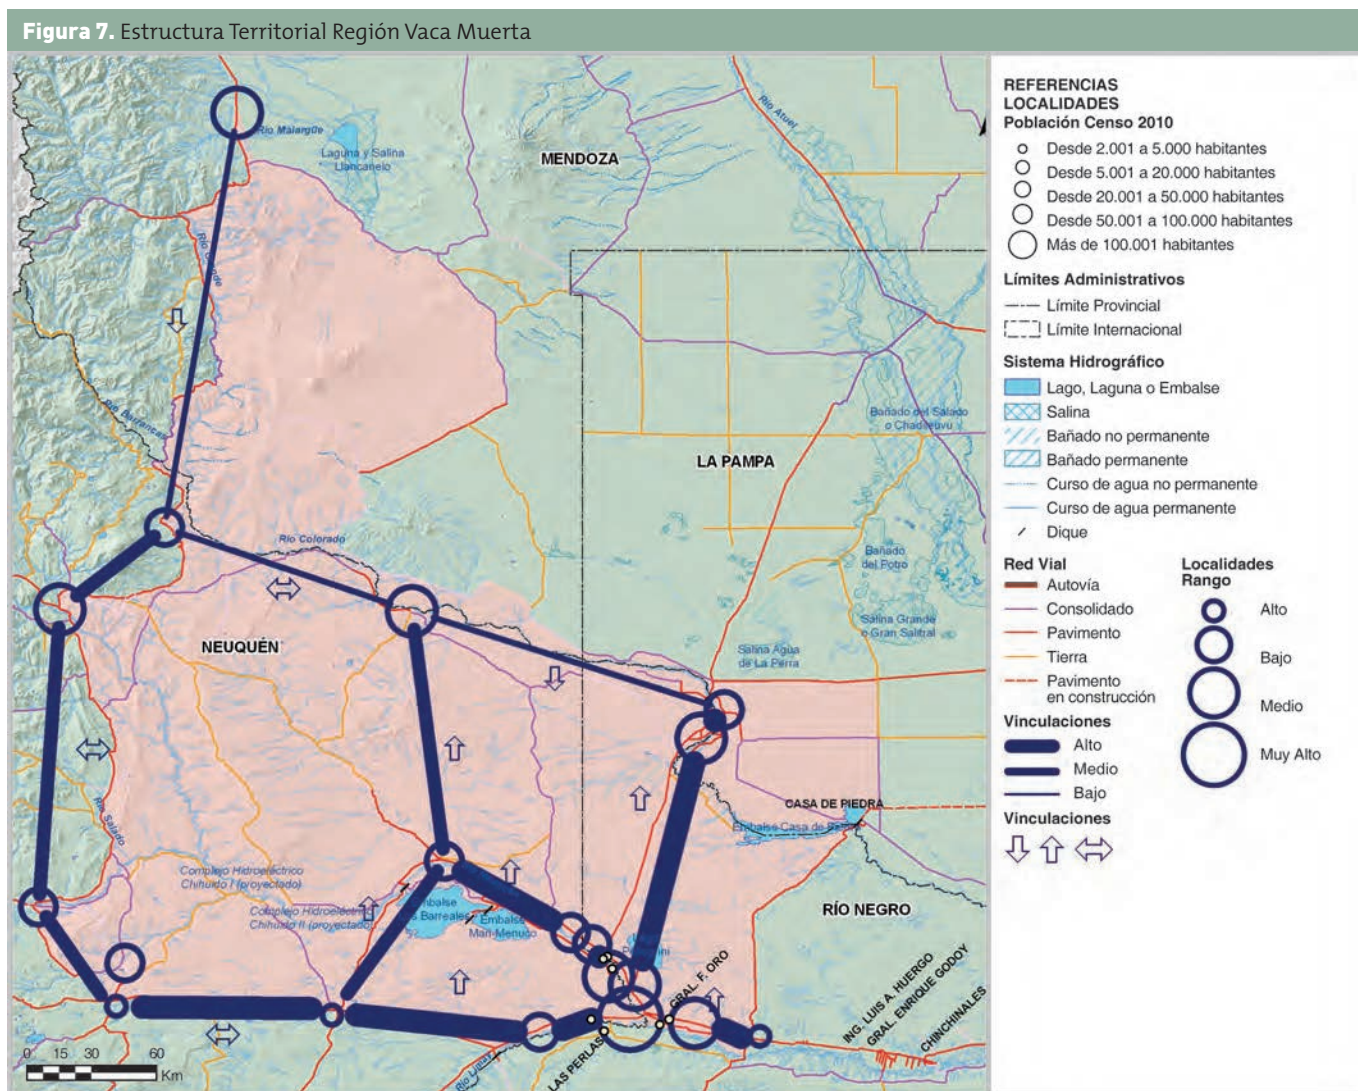 Figura 7. Estructura Territorial Región Vaca Muerta
Río Malargüe
Laguna y Salina
Llancanelo
MENDOZA
Río Atuel
Río Grande
Río Barrancas
Bañado del Salado
o Chadileuvu
LA PAMPA
Río Colorado
Bañado
del Potro
NEUQUÉN
Salina Grande
o Gran Salitral
Salina Agua
de La Perra
Río Salado
CASA DE PIEDRA
Embalse Casa de
Complejo Hidroeléctrico
Chihuido I (proyectado)
Complejo Hidroeléctric
Chihuido II (proyectado)
Embalse
Barreales
Embalse
Mari-Menuco
RÍO NEGRO
GRAL. F. ORO
ING. LUIS A. HUERGO
GRAL. ENRIQUE GODOY
CHINCHINALES
LAS PERLAS
Río Limay
0 15 30 60
Km
REFERENCIAS
LOCALIDADES
Población Censo 2010
Desde 2.001 a 5.000 habitantes
Desde 5.001 a 20.000 habitantes
Desde 20.001 a 50.000 habitantes
Desde 50.001 a 100.000 habitantes
Más de 100.001 habitantes
Límites Administrativos
Límite Provincial
Límite Internacional
Sistema Hidrográfico
Lago, Laguna o Embalse
Salina
Bañado no permanente
Bañado permanente
Curso de agua no permanente
Curso de agua permanente
Dique
Red Vial
Autovía
Consolidado
Pavimento
Tierra
Pavimento
en construcción
Vinculaciones
Alto
Medio
Bajo
Vinculaciones
Localidades
Rango
Alto
Bajo
Medio
Muy Alto